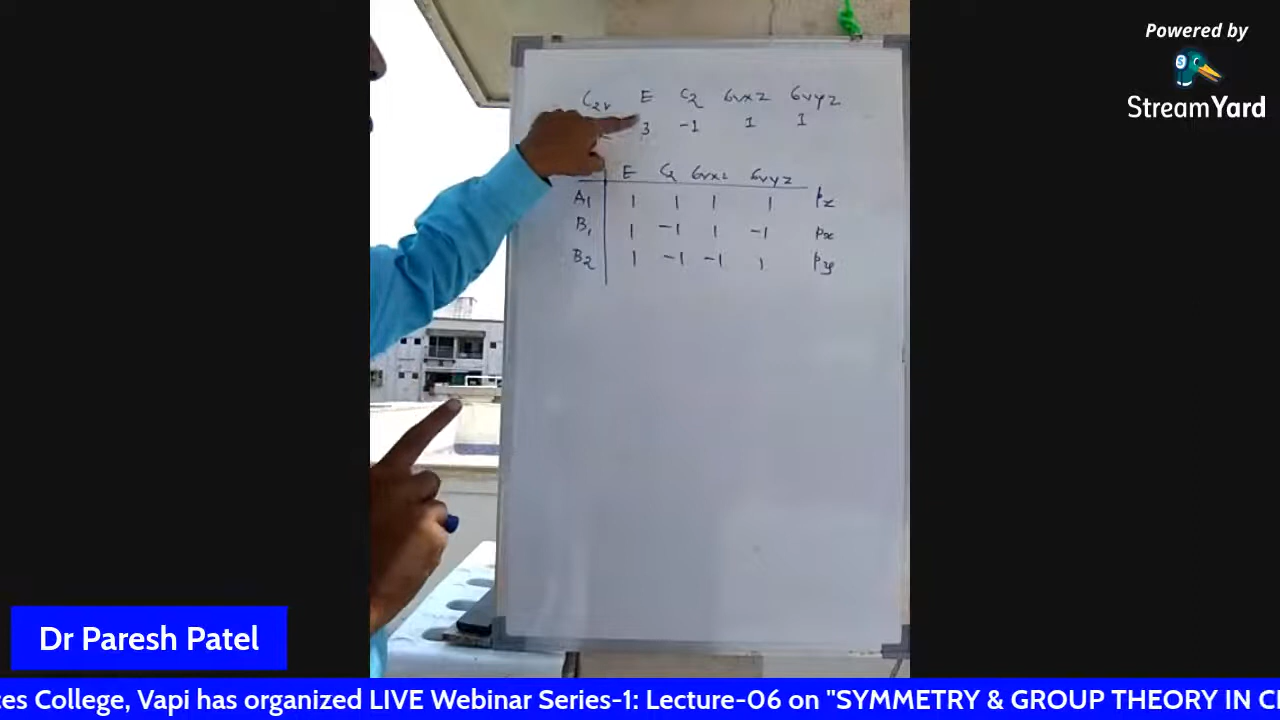 Powered by
StreamYard
C2v E C2 σvxz σvyz
3 -1 1 1
E C2 σvxz σvyz
A1 1 1 1 1 pz
B1 1 -1 1 -1 px
B2 1 -1 -1 1 py
Dr Paresh Patel
ces College, Vapi has organized LIVE Webinar Series-1: Lecture-06 on "SYMMETRY & GROUP THEORY IN C